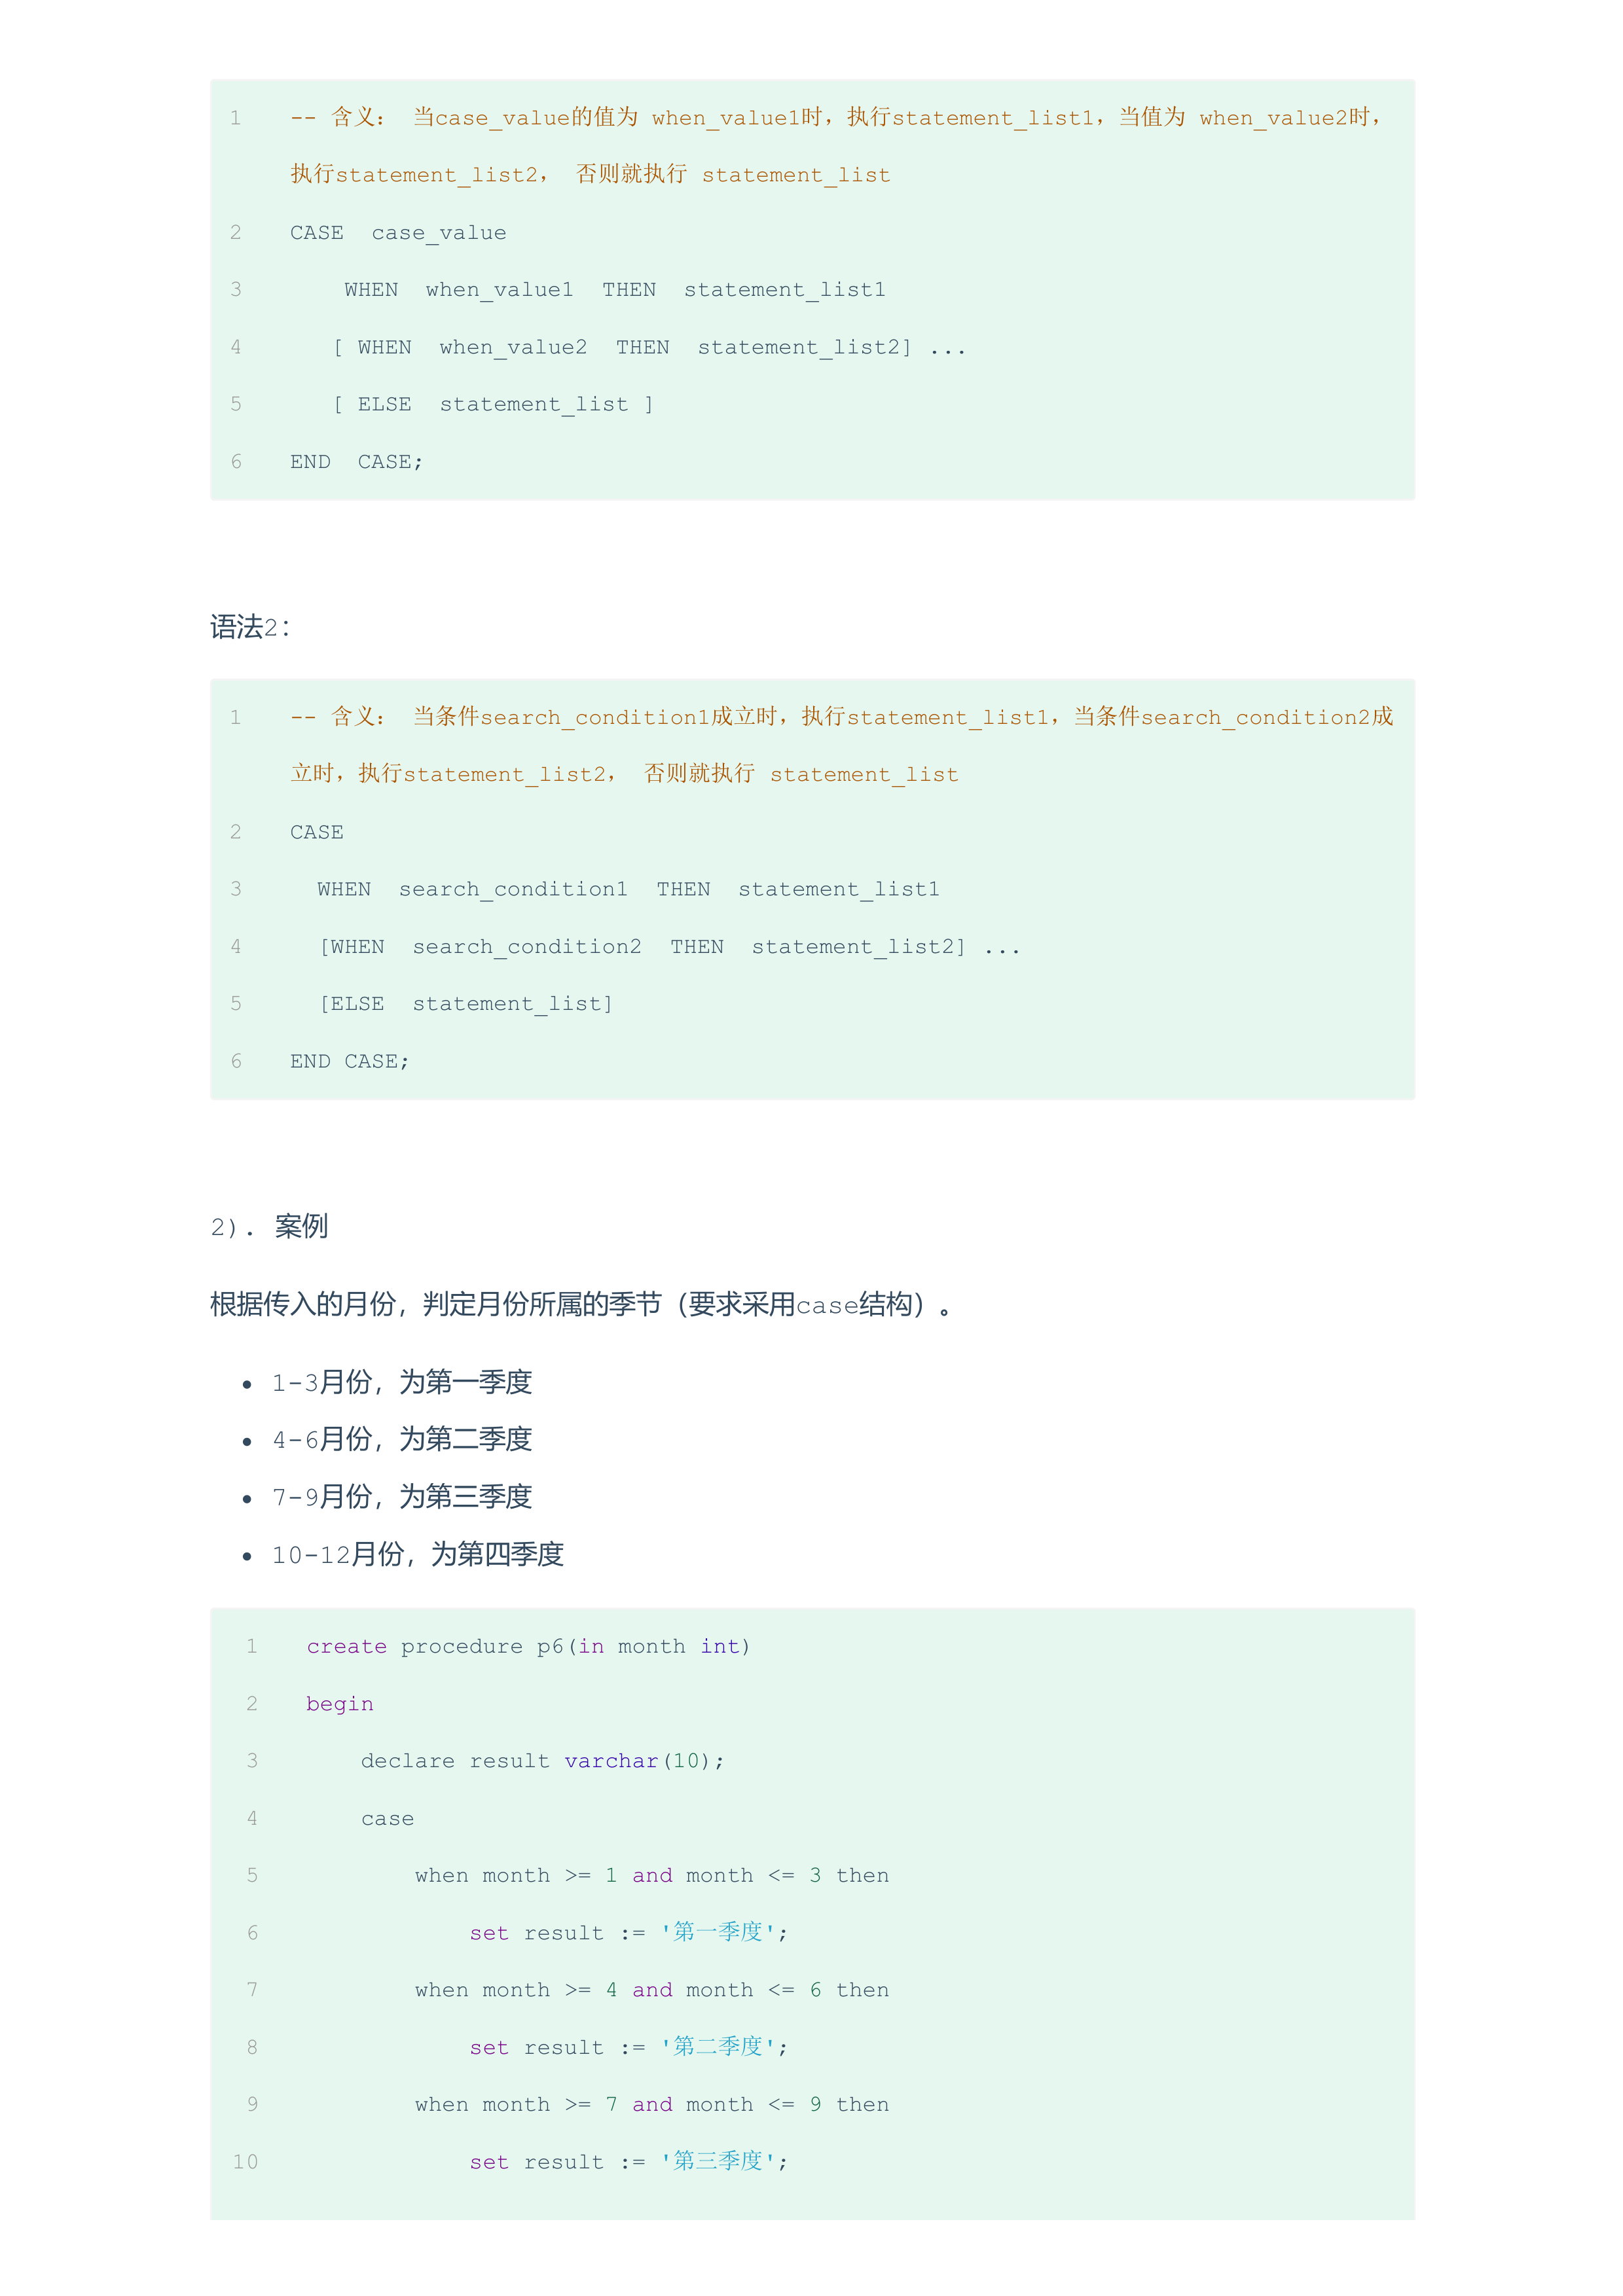 1 -- 含义： 当case_value的值为 when_value1时，执行statement_list1，当值为 when_value2时，
执行statement_list2， 否则就执行 statement_list
2 CASE  case_value
3     WHEN  when_value1  THEN  statement_list1
4    [ WHEN  when_value2  THEN  statement_list2] ...
5    [ ELSE  statement_list ]
6 END  CASE;
语法2：
1 -- 含义： 当条件search_condition1成立时，执行statement_list1，当条件search_condition2成
立时，执行statement_list2， 否则就执行 statement_list
2 CASE
3   WHEN  search_condition1  THEN  statement_list1
4   [WHEN  search_condition2  THEN  statement_list2] ...
5   [ELSE  statement_list]
6 END CASE;
2). 案例
根据传入的月份，判定月份所属的季节（要求采用case结构）。
• 1-3月份，为第一季度
• 4-6月份，为第二季度
• 7-9月份，为第三季度
• 10-12月份，为第四季度
1 create procedure p6(in month int)
2 begin
3     declare result varchar(10);
4     case
5         when month >= 1 and month <= 3 then
6             set result := '第一季度';
7         when month >= 4 and month <= 6 then
8             set result := '第二季度';
9         when month >= 7 and month <= 9 then
10             set result := '第三季度';